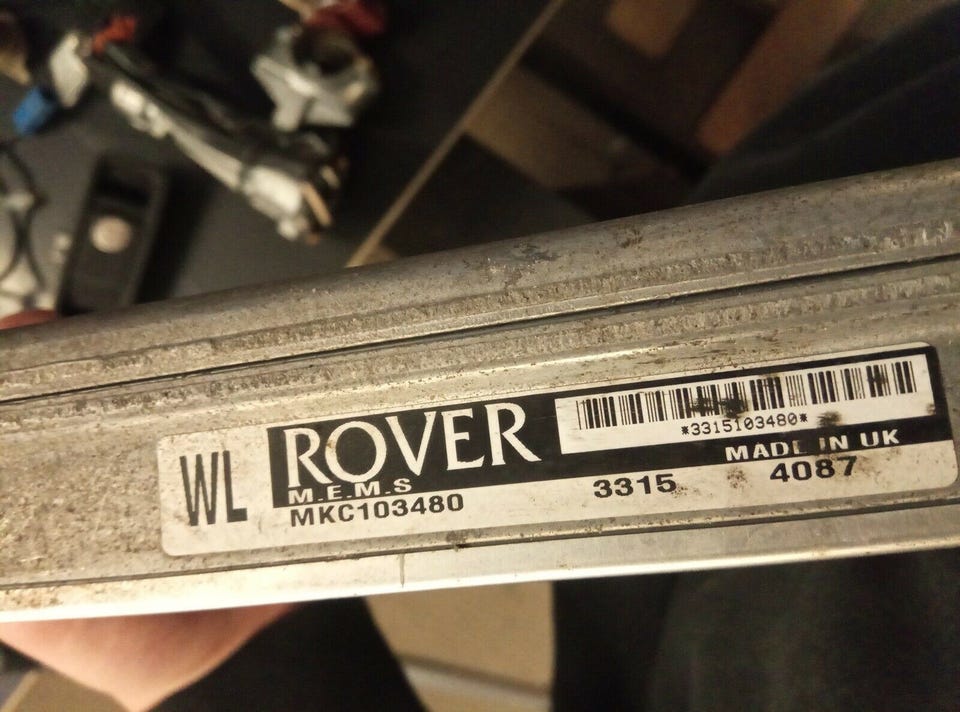 WL
ROVER
M.E.M.S
MKC103480
*3315103480*
MADE IN UK
3315 4087